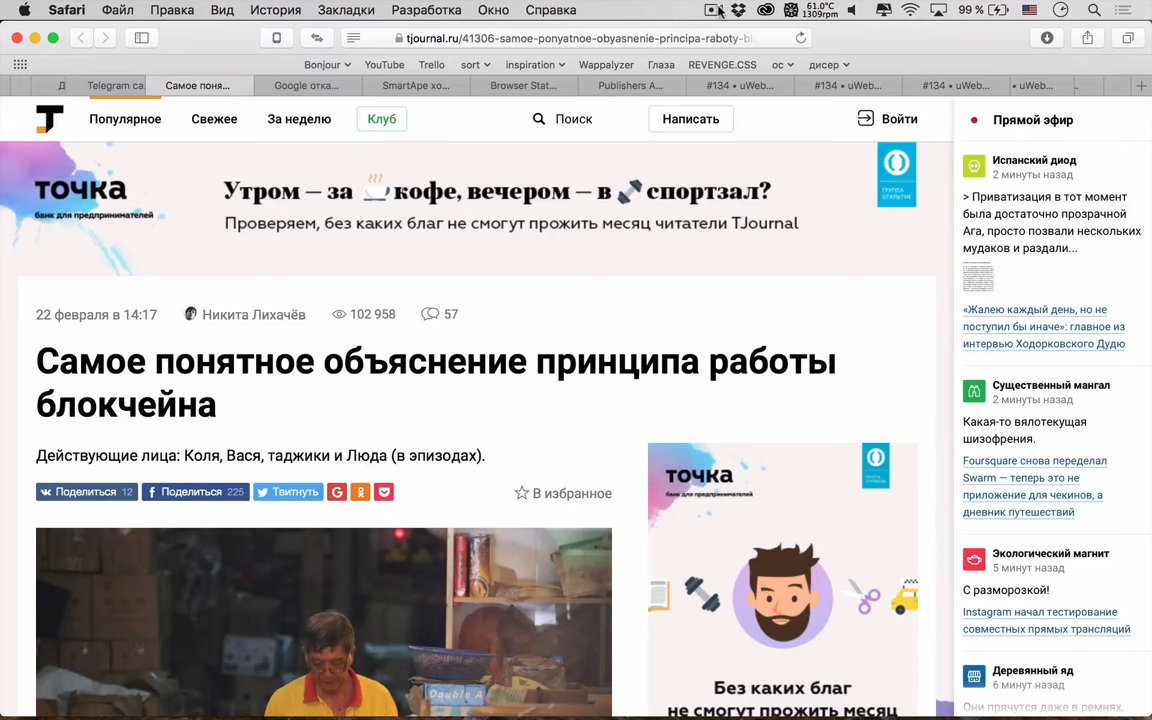 Safari Файл Правка Вид История Закладки Разработка Окно Справка 61.0°C 1309rpm 99 %
tjournal.ru/41306-samoe-ponyatnoe-obyasnenie-principa-raboty-bl
Bonjour YouTube Trello sort inspiration Wappalyzer Глаза REVENGE.CSS ос дисер
Д Telegram ca. Самое поня... Google отка... SmartApe хо... Browser Stat... Publishers A... #134 • uWeb... #134 • uWeb... #134 • uWeb... • uWeb...
Популярное Свежее За неделю Клуб Поиск Написать Войти
Прямой эфир
точка
банк для предпринимателей
Утром – за кофе, вечером – в спортзал?
Проверяем, без каких благ не смогут прожить месяц читатели TJournal
ГРУППА
ОТКРЫТИЕ
22 февраля в 14:17 Никита Лихачёв 102 958 57
Самое понятное объяснение принципа работы
блокчейна
Действующие лица: Коля, Вася, таджики и Люда (в эпизодах).
Поделиться 12 Поделиться 225 Твитнуть
В избранное
Double A
точка
банк для предпринимателей
Без каких благ
не смогут прожить месяц
Испанский диод
2 минуты назад
> Приватизация в тот момент
была достаточно прозрачной
Ага, просто позвали нескольких
мудаков и раздали...
«Жалею каждый день, но не
поступил бы иначе»: главное из
интервью Ходорковского Дудю
Существенный мангал
2 минуты назад
Какая-то вялотекущая
шизофрения.
Foursquare снова переделал
Swarm — теперь это не
приложение для чекинов, а
дневник путешествий
Экологический магнит
5 минут назад
С разморозкой!
Instagram начал тестирование
совместных прямых трансляций
Деревянный яд
6 минут назад
Они прячутся даже в ремнях.